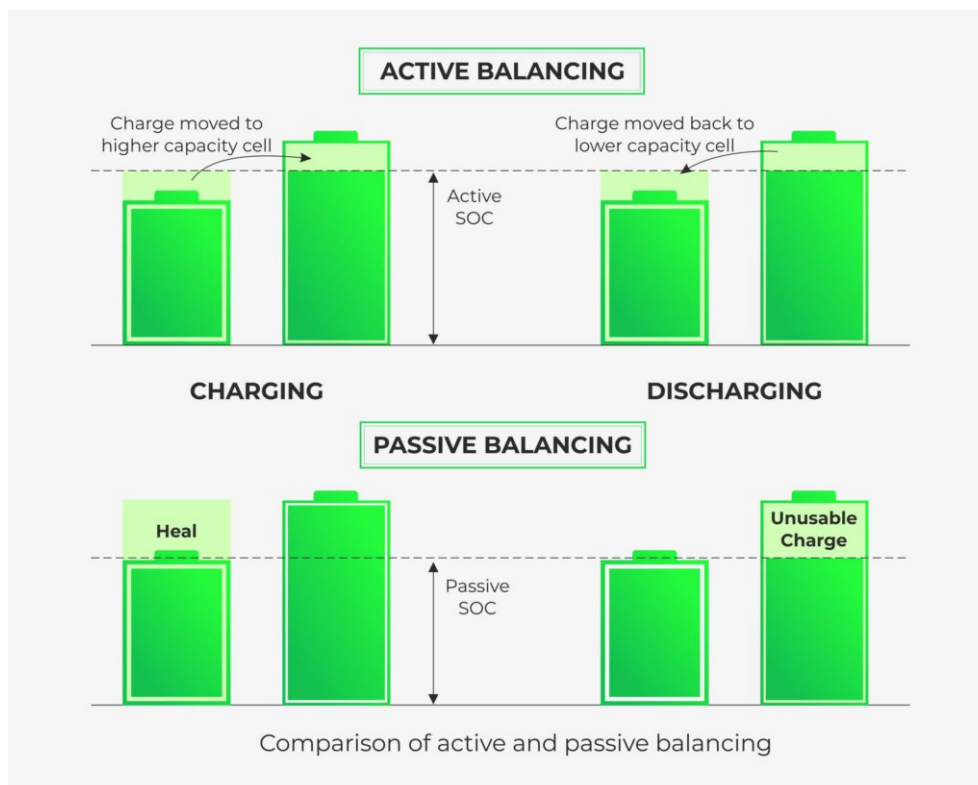 ACTIVE BALANCING
Charge moved to
higher capacity cell
Charge moved back to
lower capacity cell
Active
SOC
CHARGING
DISCHARGING
PASSIVE BALANCING
Heal
Unusable
Charge
Passive
SOC
Comparison of active and passive balancing